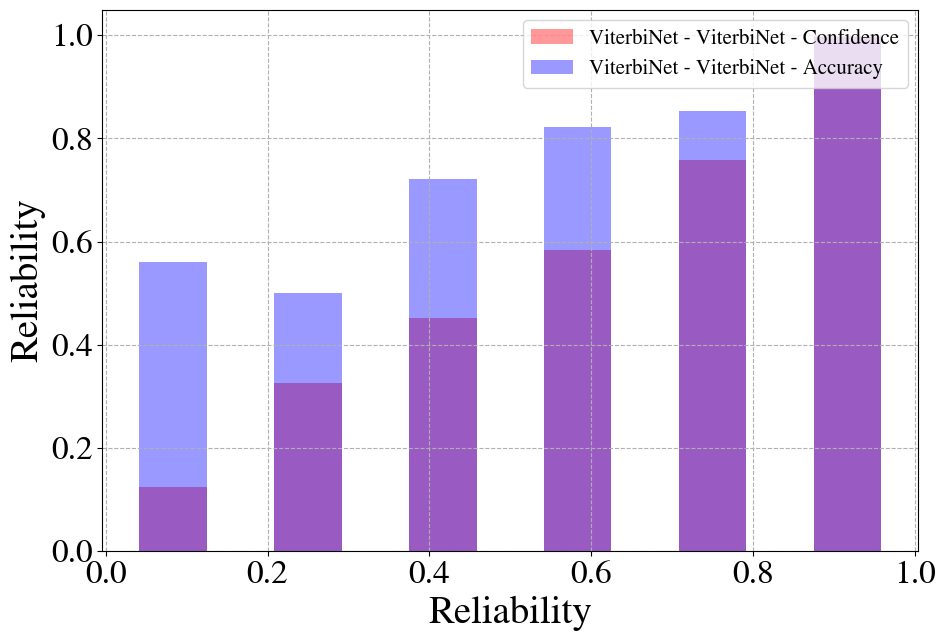 ViterbiNet - ViterbiNet - Confidence
ViterbiNet - ViterbiNet - Accuracy
Reliability
1.0
0.8
0.6
0.4
0.2
0.0
0.0 0.2 0.4 0.6 0.8 1.0
Reliability